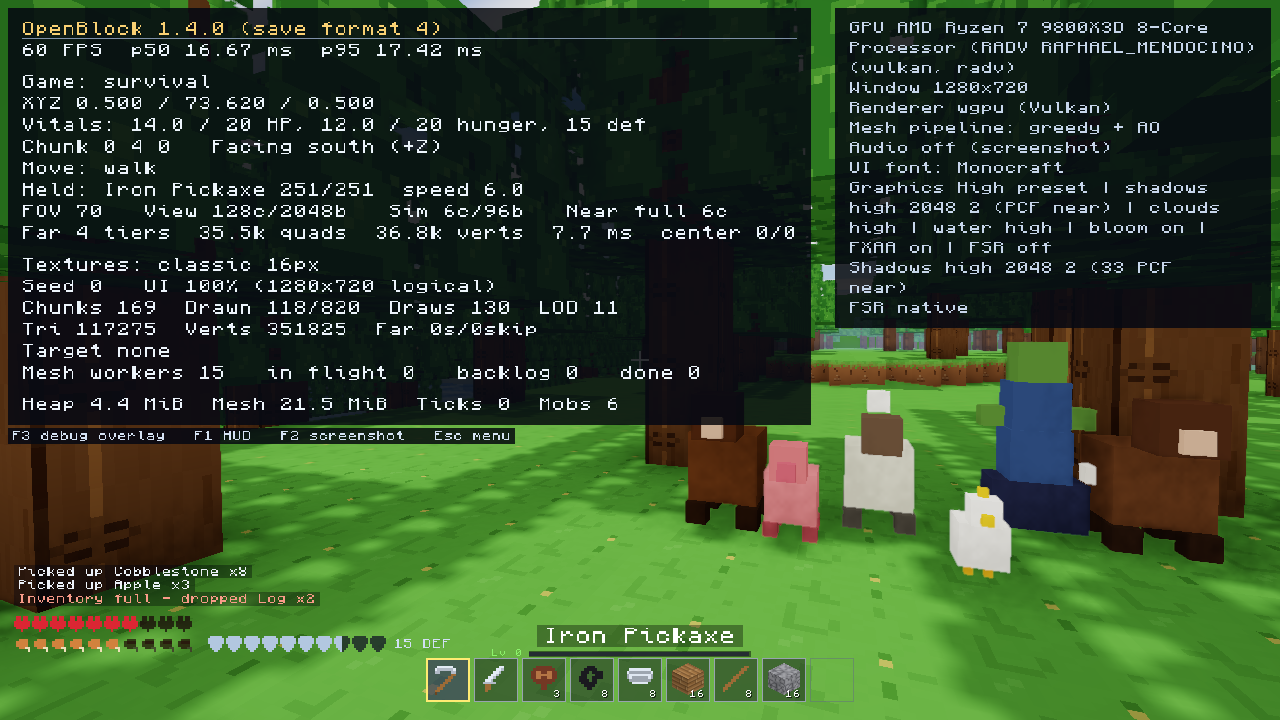 OpenBlock 1.4.0 (save format 4)
60 FPS p50 16.67 ms p95 17.42 ms
Game: survival
XYZ 0.500 / 73.620 / 0.500
Vitals: 14.0 / 20 HP, 12.0 / 20 hunger, 15 def
Chunk 0 4 0 Facing south (+Z)
Move: walk
Held: Iron Pickaxe 251/251 speed 6.0
FOV 70 View 128c/2048b Sim 6c/96b Near full 6c
Far 4 tiers 35.5k quads 36.8k verts 7.7 ms center 0/0
Textures: classic 16px
Seed 0 UI 100% (1280x720 logical)
Chunks 169 Drawn 118/820 Draws 130 LOD 11
Tri 117275 Verts 351825 Far 0s/0skip
Target none
Mesh workers 15 in flight 0 backlog 0 done 0
Heap 4.4 MiB Mesh 21.5 MiB Ticks 0 Mobs 6
F3 debug overlay F1 HUD F2 screenshot Esc menu
GPU AMD Ryzen 7 9800X3D 8-Core
Processor (RADV RAPHAEL_MENDOCINO)
(vulkan, radv)
Window 1280x720
Renderer wgpu (Vulkan)
Mesh pipeline: greedy + AO
Audio off (screenshot)
UI font: Monocraft
Graphics High preset | shadows
high 2048 2 (PCF near) | clouds
high | water high | bloom on |
FXAA on | FSR off
Shadows high 2048 2 (33 PCF
near)
FSR native
Picked up Cobblestone x8
Picked up Apple x3
Inventory full - dropped Log x2
15 DEF
Iron Pickaxe
Lv 0
3 8 8 16 8 16